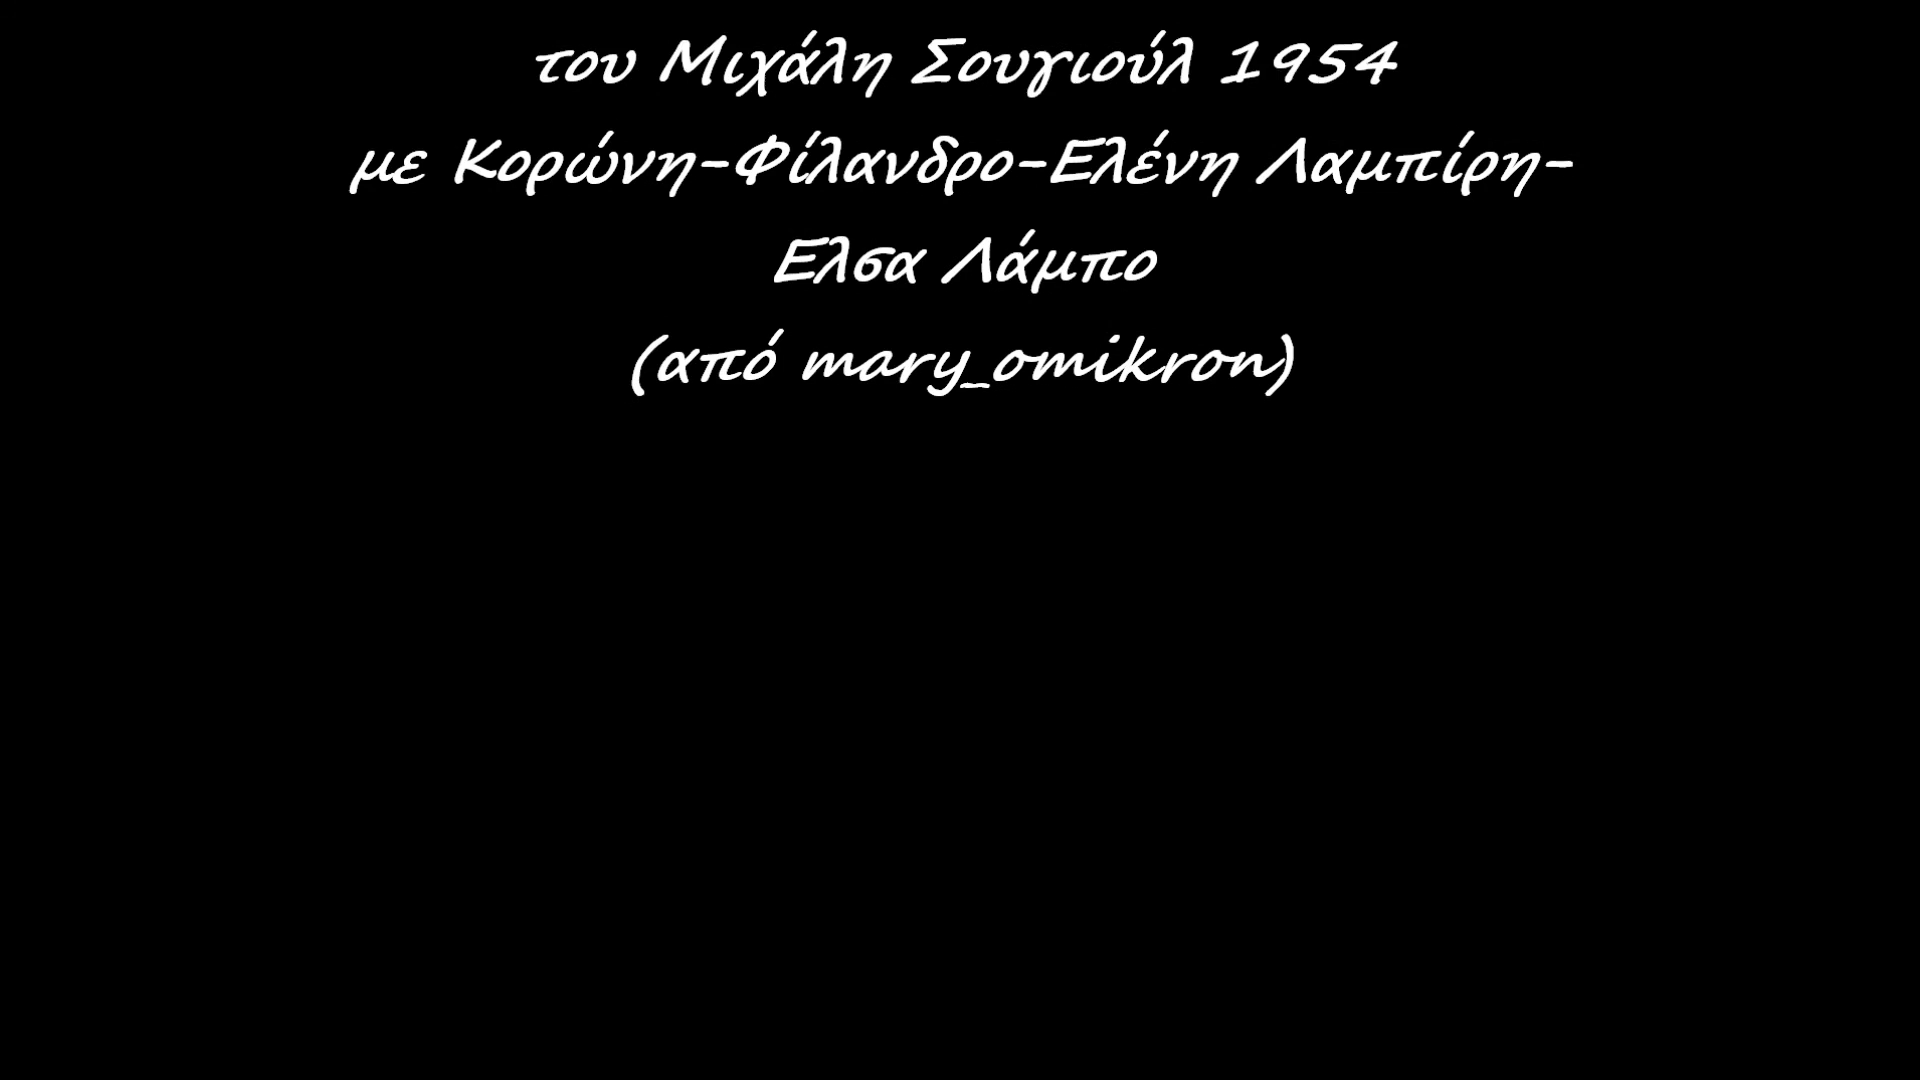 του Μιχάλη Σουγιούλ 1954
με Κορώνη-Φίλανδρο-Ελένη Λαμπίρη-
Ελσα Λάμπο
(από mary_omikron)